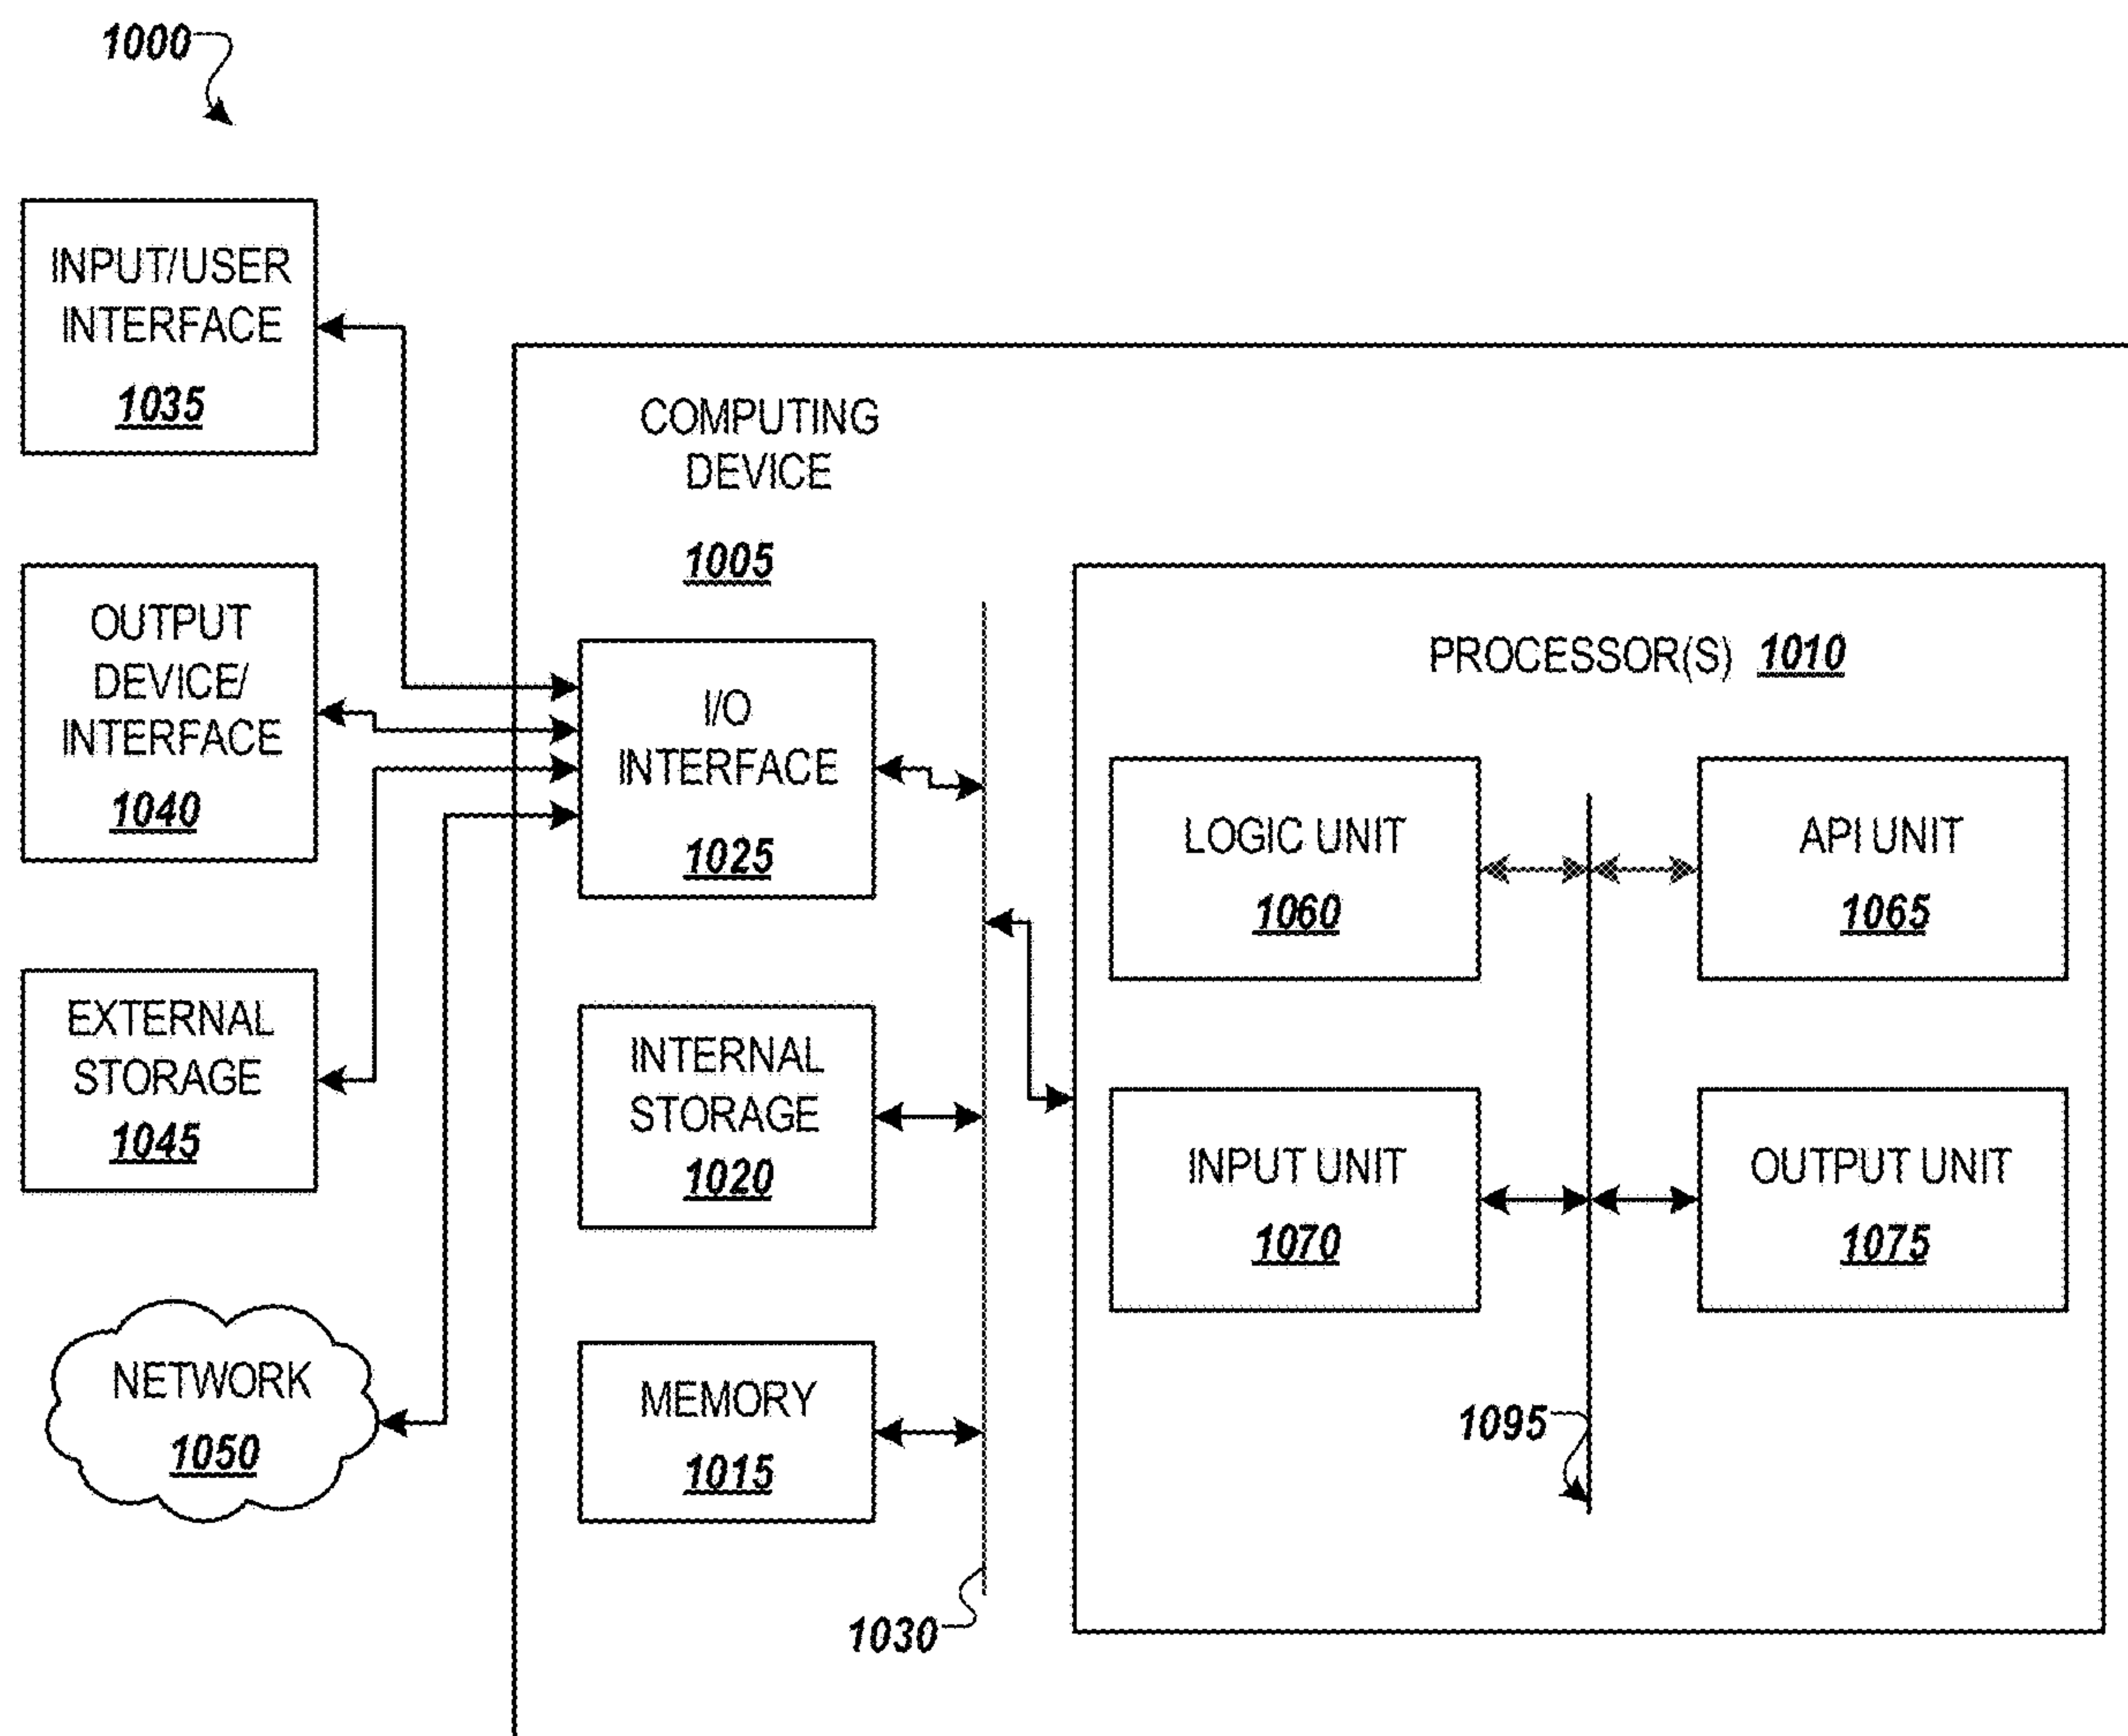 1000
INPUT/USER
INTERFACE
1035
OUTPUT
DEVICE/
INTERFACE
1040
EXTERNAL
STORAGE
1045
NETWORK
1050
COMPUTING
DEVICE
1005
I/O
INTERFACE
1025
INTERNAL
STORAGE
1020
MEMORY
1015
1030
PROCESSOR(S) 1010
LOGIC UNIT
1060
API UNIT
1065
INPUT UNIT
1070
OUTPUT UNIT
1075
1095